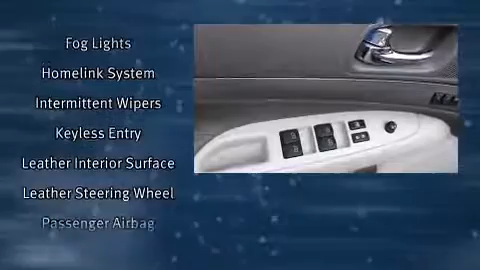 Fog Lights
Homelink System
Intermittent Wipers
Keyless Entry
Leather Interior Surface
Leather Steering Wheel
Passenger Airbag